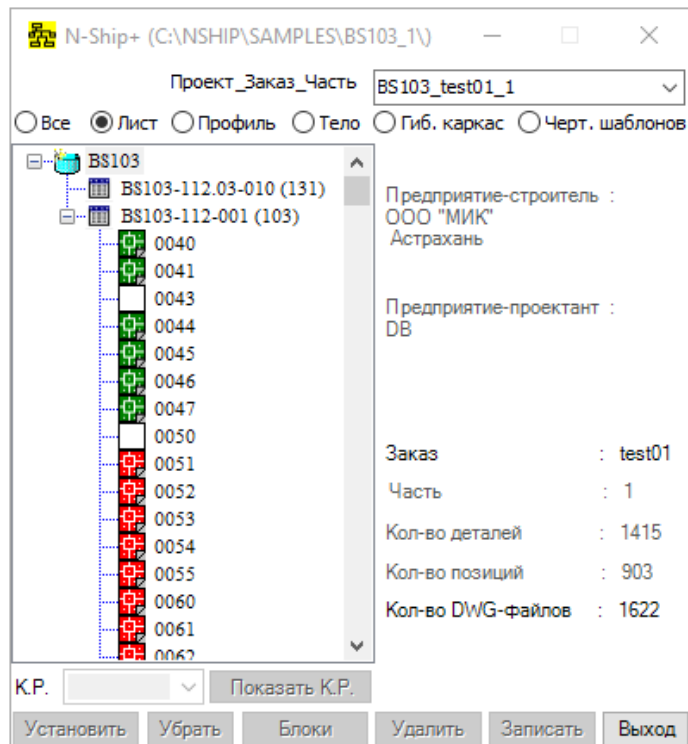 N-Ship+ (C:\NSHIP\SAMPLES\BS103_1\)
Проект_Заказ_Часть BS103_test01_1
Все Лист Профиль Тело Гиб. каркас Черт. шаблонов
BS103
BS103-112.03-010 (131)
BS103-112-001 (103)
0040
0041
0043
0044
0045
0046
0047
0050
0051
0052
0053
0054
0055
0060
0061
0062
Предприятие-строитель :
ООО "МИК"
Астрахань
Предприятие-проектант :
DB
Заказ : test01
Часть : 1
Кол-во деталей : 1415
Кол-во позиций : 903
Кол-во DWG-файлов : 1622
К.Р. Показать К.Р.
Установить Убрать Блоки Удалить Записать Выход